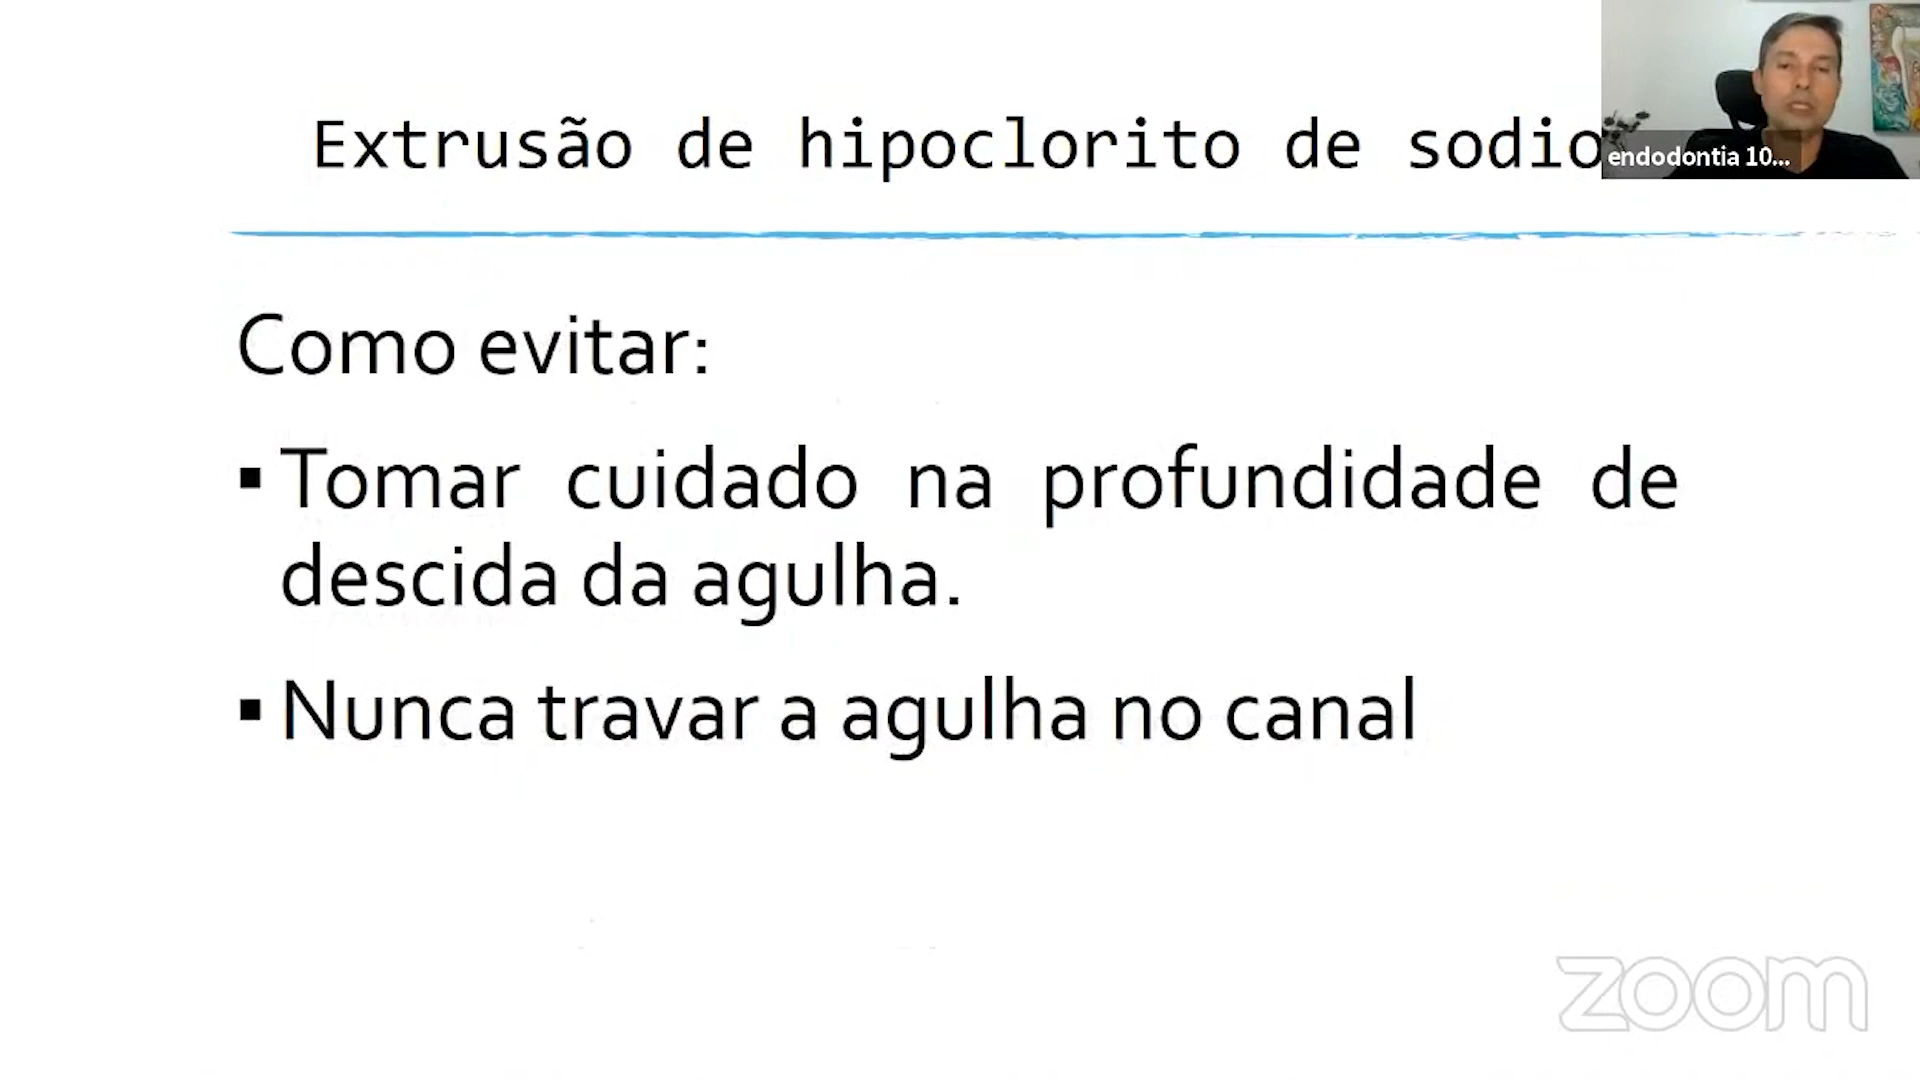 Extrusão de hipoclorito de sodio
endodontia 10...
Como evitar:
▪ Tomar cuidado na profundidade de
descida da agulha.
▪ Nunca travar a agulha no canal
zoom